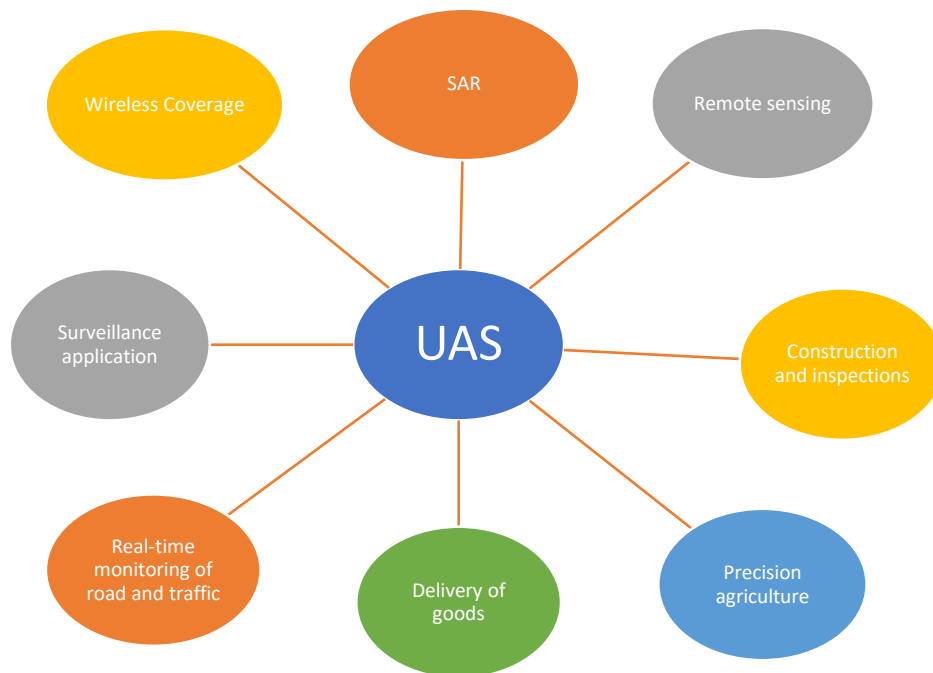 Wireless Coverage
SAR
Remote sensing
Surveillance
application
UAS
Construction
and inspections
Real-time
monitoring of
road and traffic
Delivery of
goods
Precision
agriculture